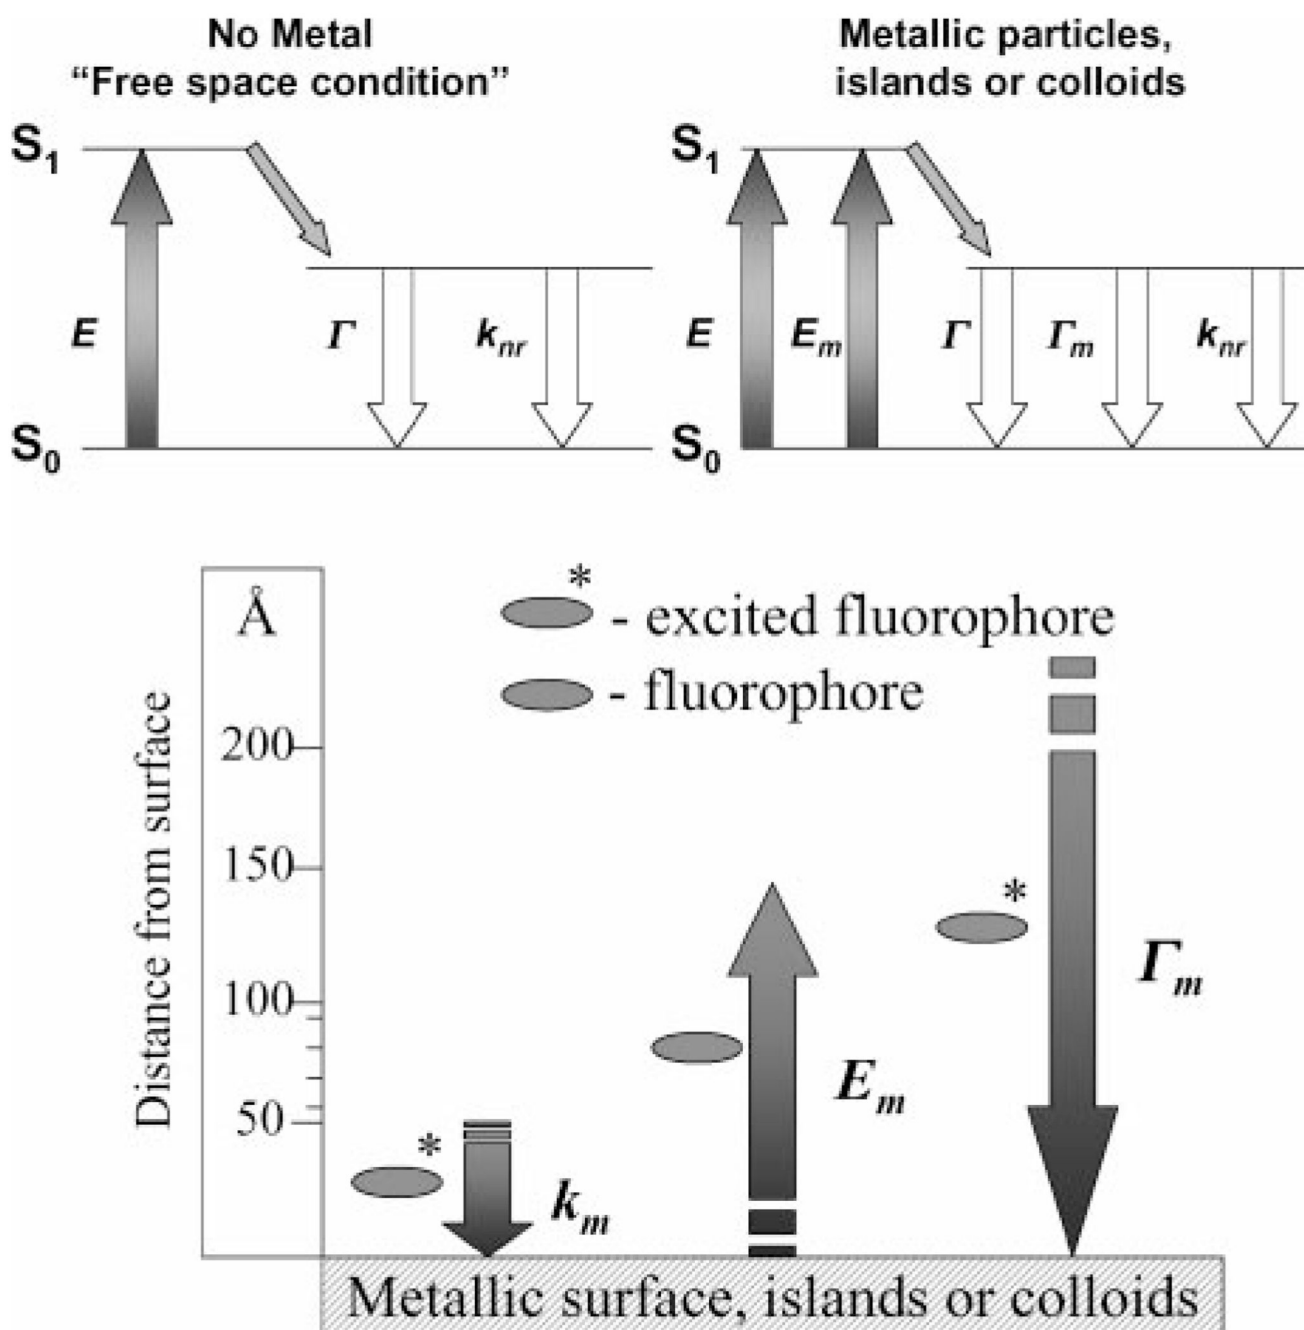 No Metal
“Free space condition”
Metallic particles,
islands or colloids
S1
E
Γ
knr
S0
S1
E
Em
Γ
Γm
knr
S0
Å
* - excited fluorophore
- fluorophore
Distance from surface
200
150
100
50
*
km
Em
*
Γm
Metallic surface, islands or colloids